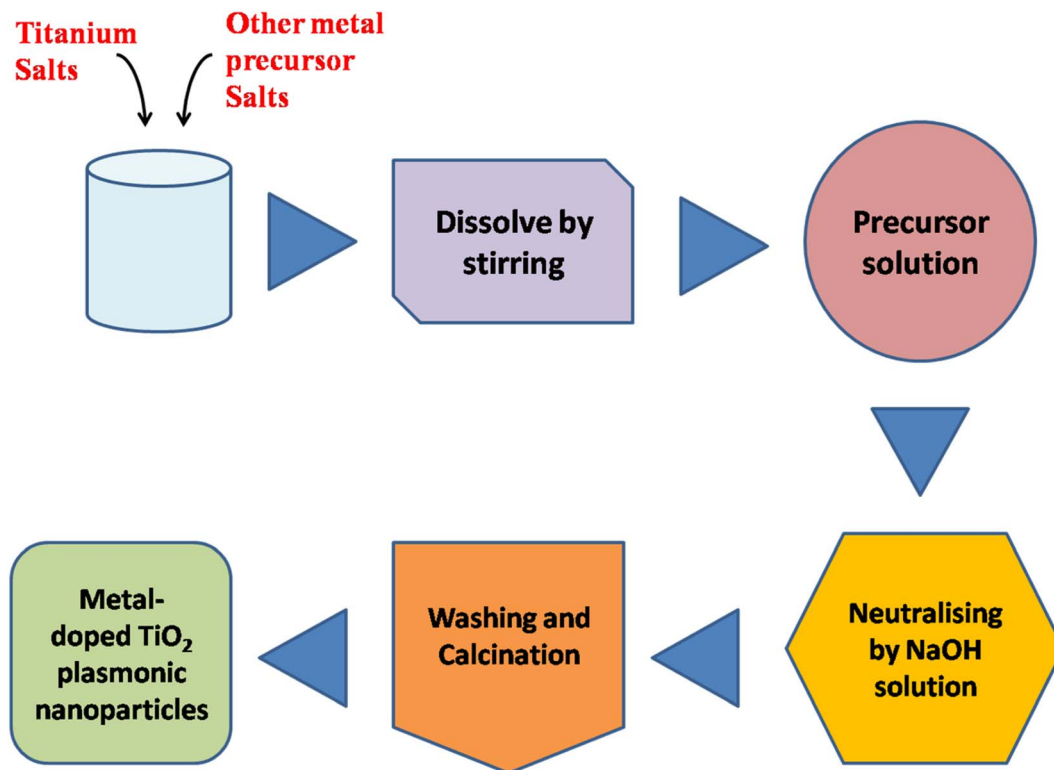 Titanium
Salts
Other metal
precursor
Salts
Dissolve by
stirring
Precursor
solution
Neutralising
by NaOH
solution
Washing and
Calcination
Metal-
doped TiO₂
plasmonic
nanoparticles